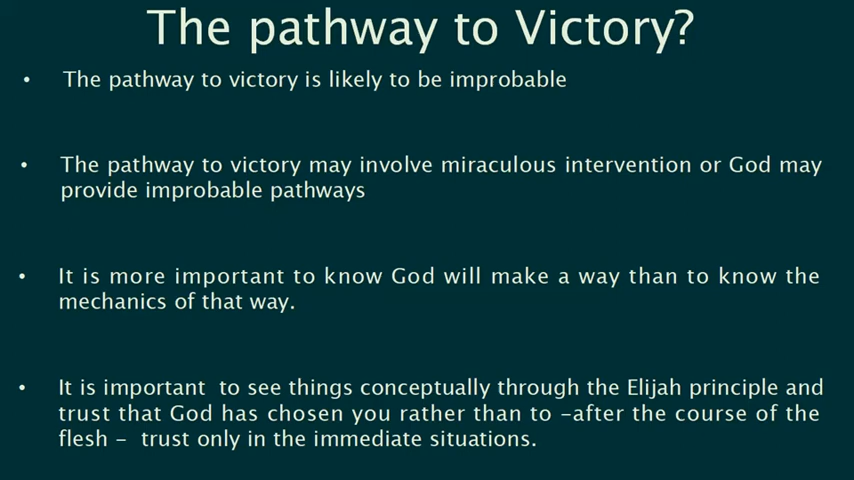 The pathway to Victory?
• The pathway to victory is likely to be improbable
• The pathway to victory may involve miraculous intervention or God may
provide improbable pathways
• It is more important to know God will make a way than to know the
mechanics of that way.
• It is important  to see things conceptually through the Elijah principle and
trust that God has chosen you rather than to –after the course of the
flesh –  trust only in the immediate situations.